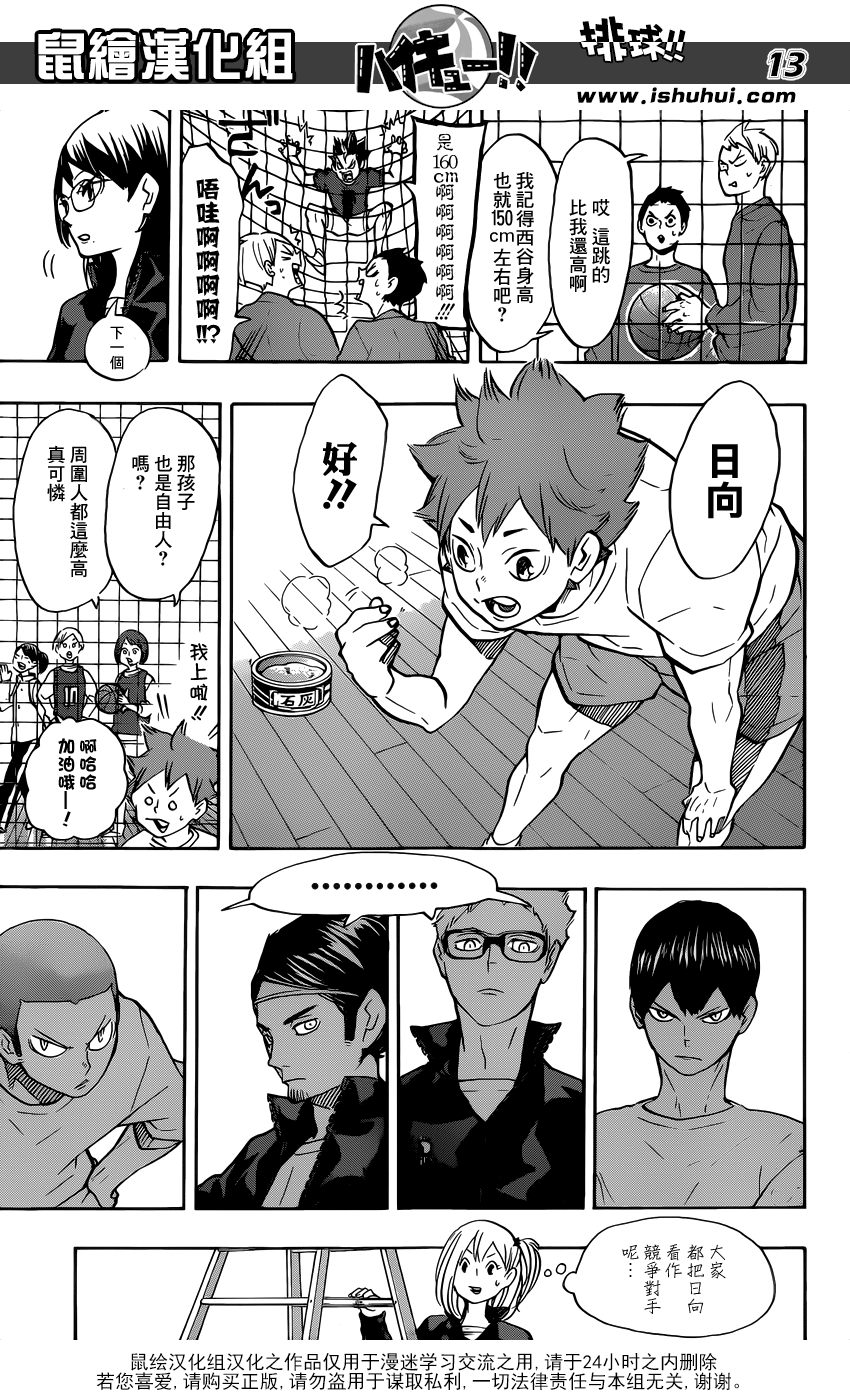 鼠繪漢化組
ハイキュー!!
排球!!
13
www.ishuhui.com
哎 這跳的
比我還高啊
我記得西谷身高
也就150cm左右吧?
是160cm啊啊啊啊啊啊!!!
唔哇啊啊啊啊!!?
下一個
日向
好!!
石灰
那孩子
也是自由人?
嗎?
周圍人都這麼高
真可憐
我上啦!!
10
啊哈哈
加油哦—!
••••••••••••
大家
都把日向
看作
競爭對手
呢…
鼠绘汉化组汉化之作品仅用于漫迷学习交流之用,请于24小时之内删除
若您喜爱,请购买正版,请勿盗用于谋取私利,一切法律责任与本组无关,谢谢。